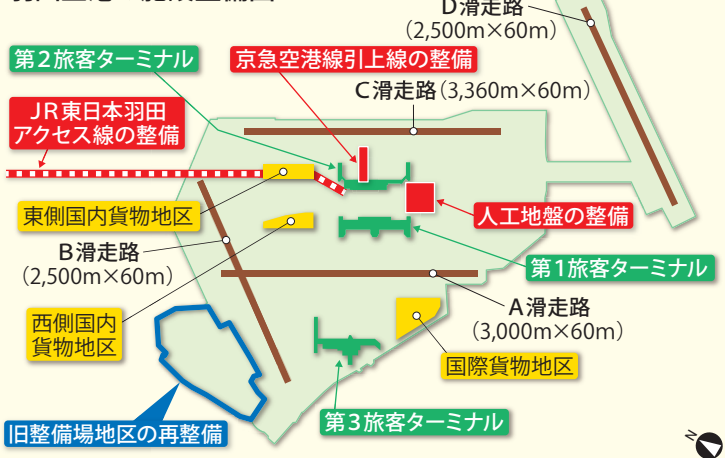 D滑走路
(2,500m×60m)
第2旅客ターミナル
京急空港線引上線の整備
C滑走路(3,360m×60m)
JR東日本羽田
アクセス線の整備
東側国内貨物地区
人工地盤の整備
B滑走路
(2,500m×60m)
第1旅客ターミナル
A滑走路
(3,000m×60m)
西側国内
貨物地区
国際貨物地区
第3旅客ターミナル
旧整備場地区の再整備
N